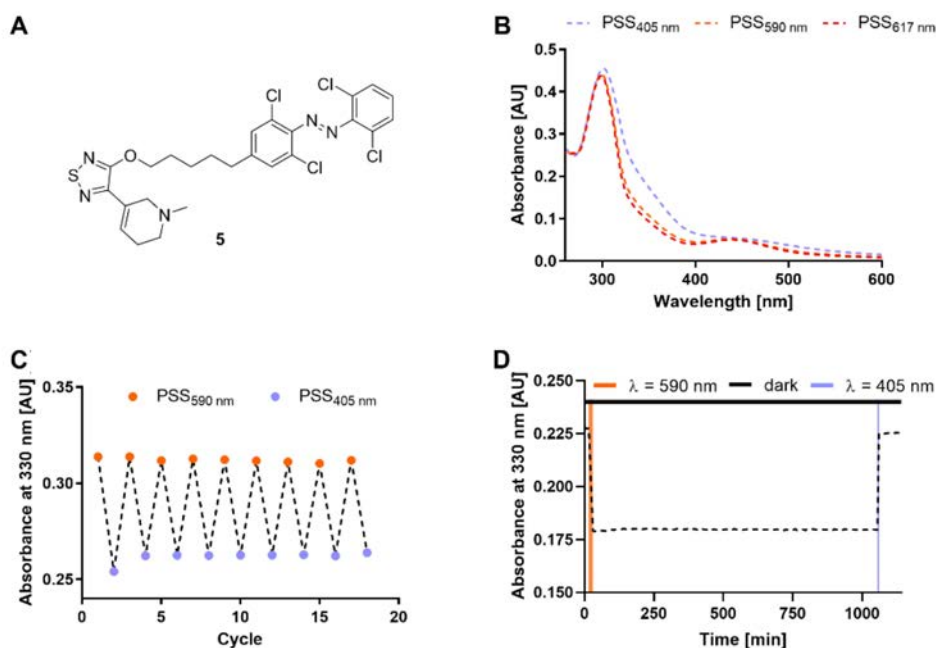 A
Cl
Cl
N
N
O
N
Cl
Cl
S
N
N
5
B
PSS405 nm PSS590 nm PSS617 nm
Absorbance [AU]
0.5
0.4
0.3
0.2
0.1
0.0
300 400 500 600
Wavelength [nm]
C
PSS590 nm PSS405 nm
Absorbance at 330 nm [AU]
0.35
0.30
0.25
0 5 10 15 20
Cycle
D
λ = 590 nm dark λ = 405 nm
Absorbance at 330 nm [AU]
0.250
0.225
0.200
0.175
0.150
0 250 500 750 1000
Time [min]